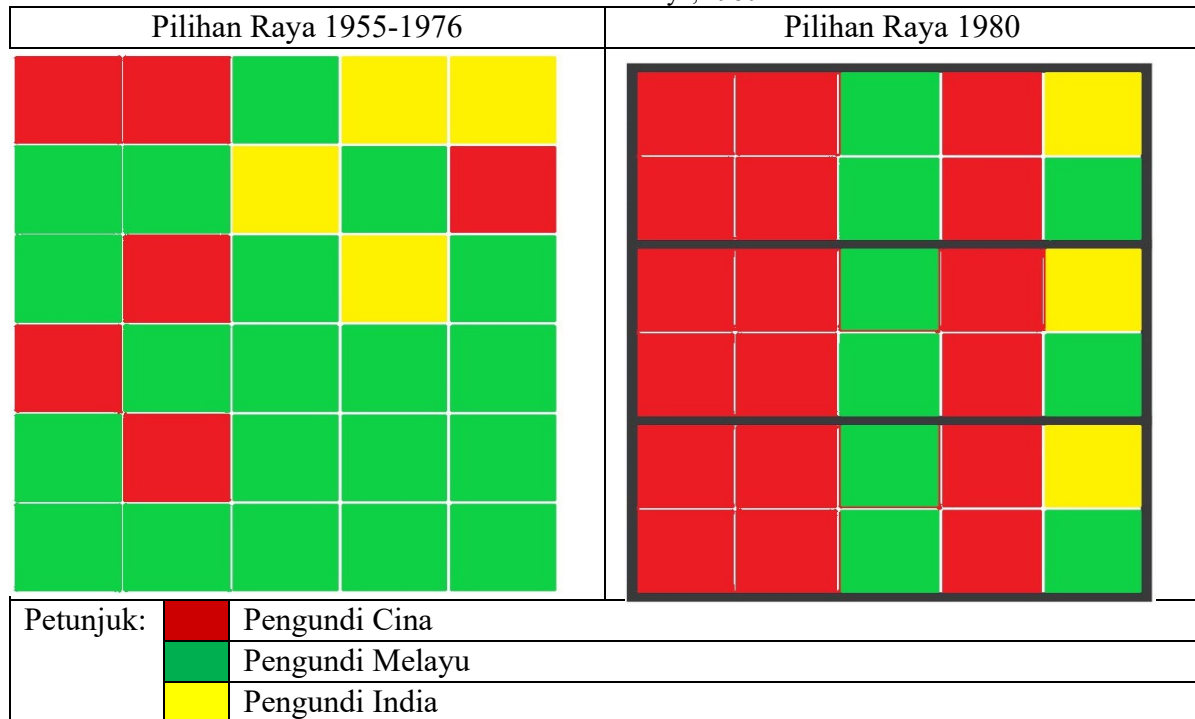 Pilihan Raya 1955-1976
Pilihan Raya 1980
Petunjuk:
Pengundi Cina
Pengundi Melayu
Pengundi India